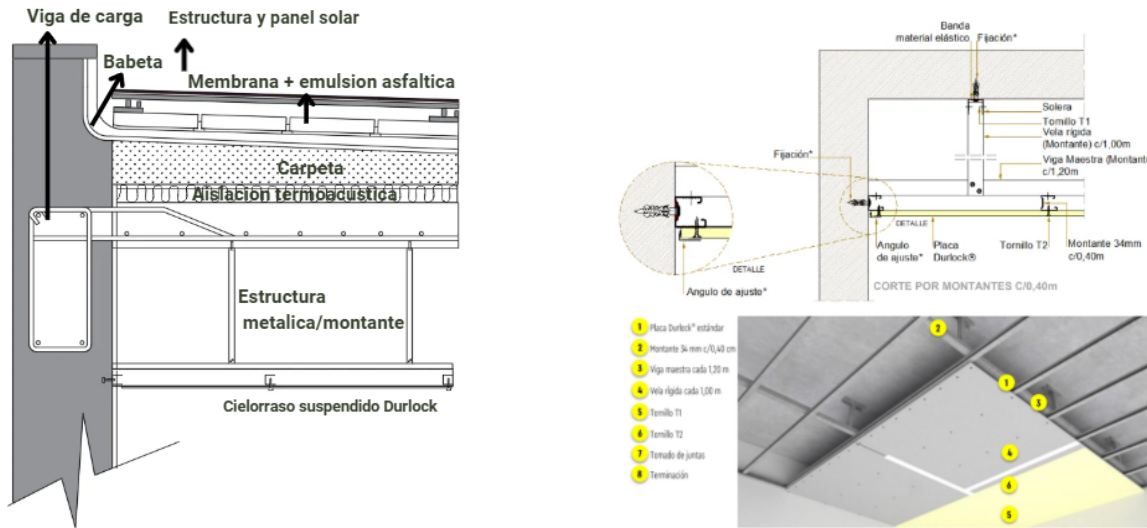 Viga de carga
Estructura y panel solar
Babeta
Membrana + emulsion asfaltica
Carpeta
Aislacion termoacustica
Estructura
metalica/montante
Cielorraso suspendido Durlock
Banda
material elástico Fijación*
Solera
Tornillo T1
Vela rígida
(Montante) c/1,00m
Viga Maestra (Montante
c/1,20m
Fijación*
DETALLE
Angulo
de ajuste*
Placa
Durlock®
Tornillo T2
Montante 34mm
c/0,40m
DETALLE
Angulo de ajuste*
CORTE POR MONTANTES C/0,40m
1 Placa Durlock® estándar
2 Montante 34 mm c/0,40 cm
3 Viga maestra cada 1,20 m
4 Vela rígida cada 1,00 m
5 Tornillo T1
6 Tornillo T2
7 Tomado de juntas
8 Terminación
2
1
3
4
6
5